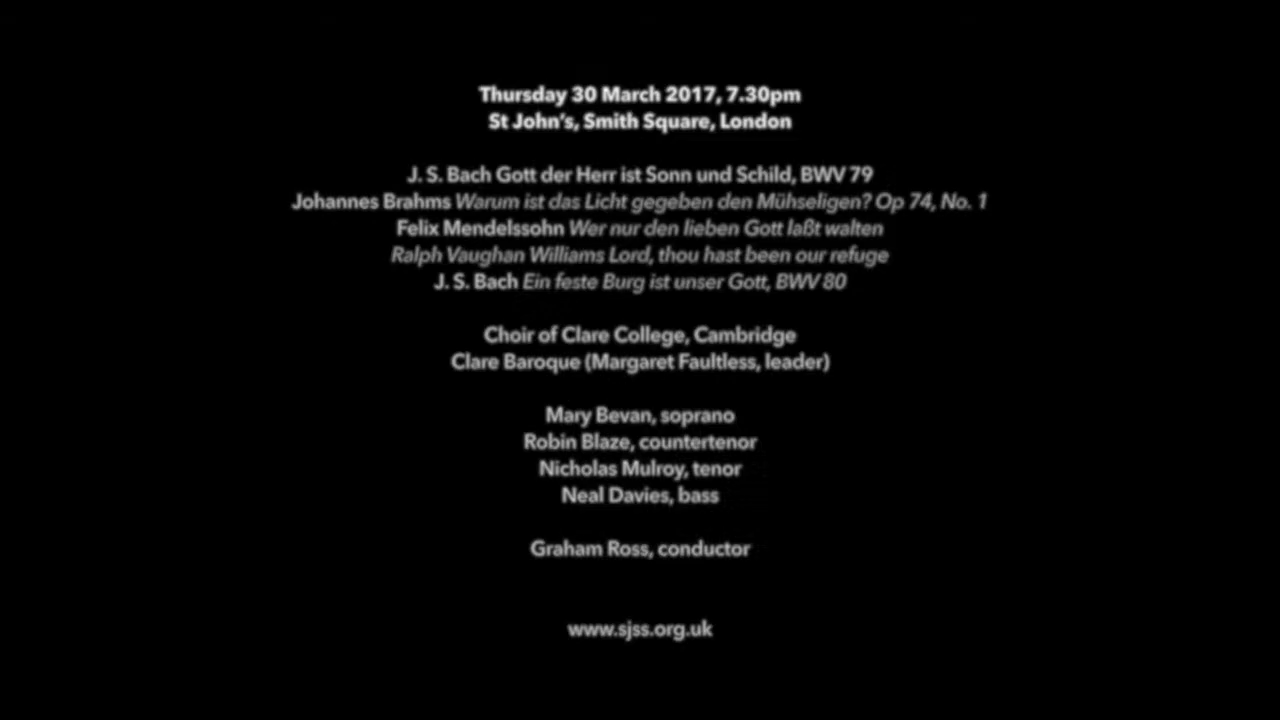 Thursday 30 March 2017, 7.30pm
St John's, Smith Square, London
J. S. Bach Gott der Herr ist Sonn und Schild, BWV 79
Johannes Brahms Warum ist das Licht gegeben den Mühseligen? Op 74, No. 1
Felix Mendelssohn Wer nur den lieben Gott laßt walten
Ralph Vaughan Williams Lord, thou hast been our refuge
J. S. Bach Ein feste Burg ist unser Gott, BWV 80
Choir of Clare College, Cambridge
Clare Baroque (Margaret Faultless, leader)
Mary Bevan, soprano
Robin Blaze, countertenor
Nicholas Mulroy, tenor
Neal Davies, bass
Graham Ross, conductor
www.sjss.org.uk